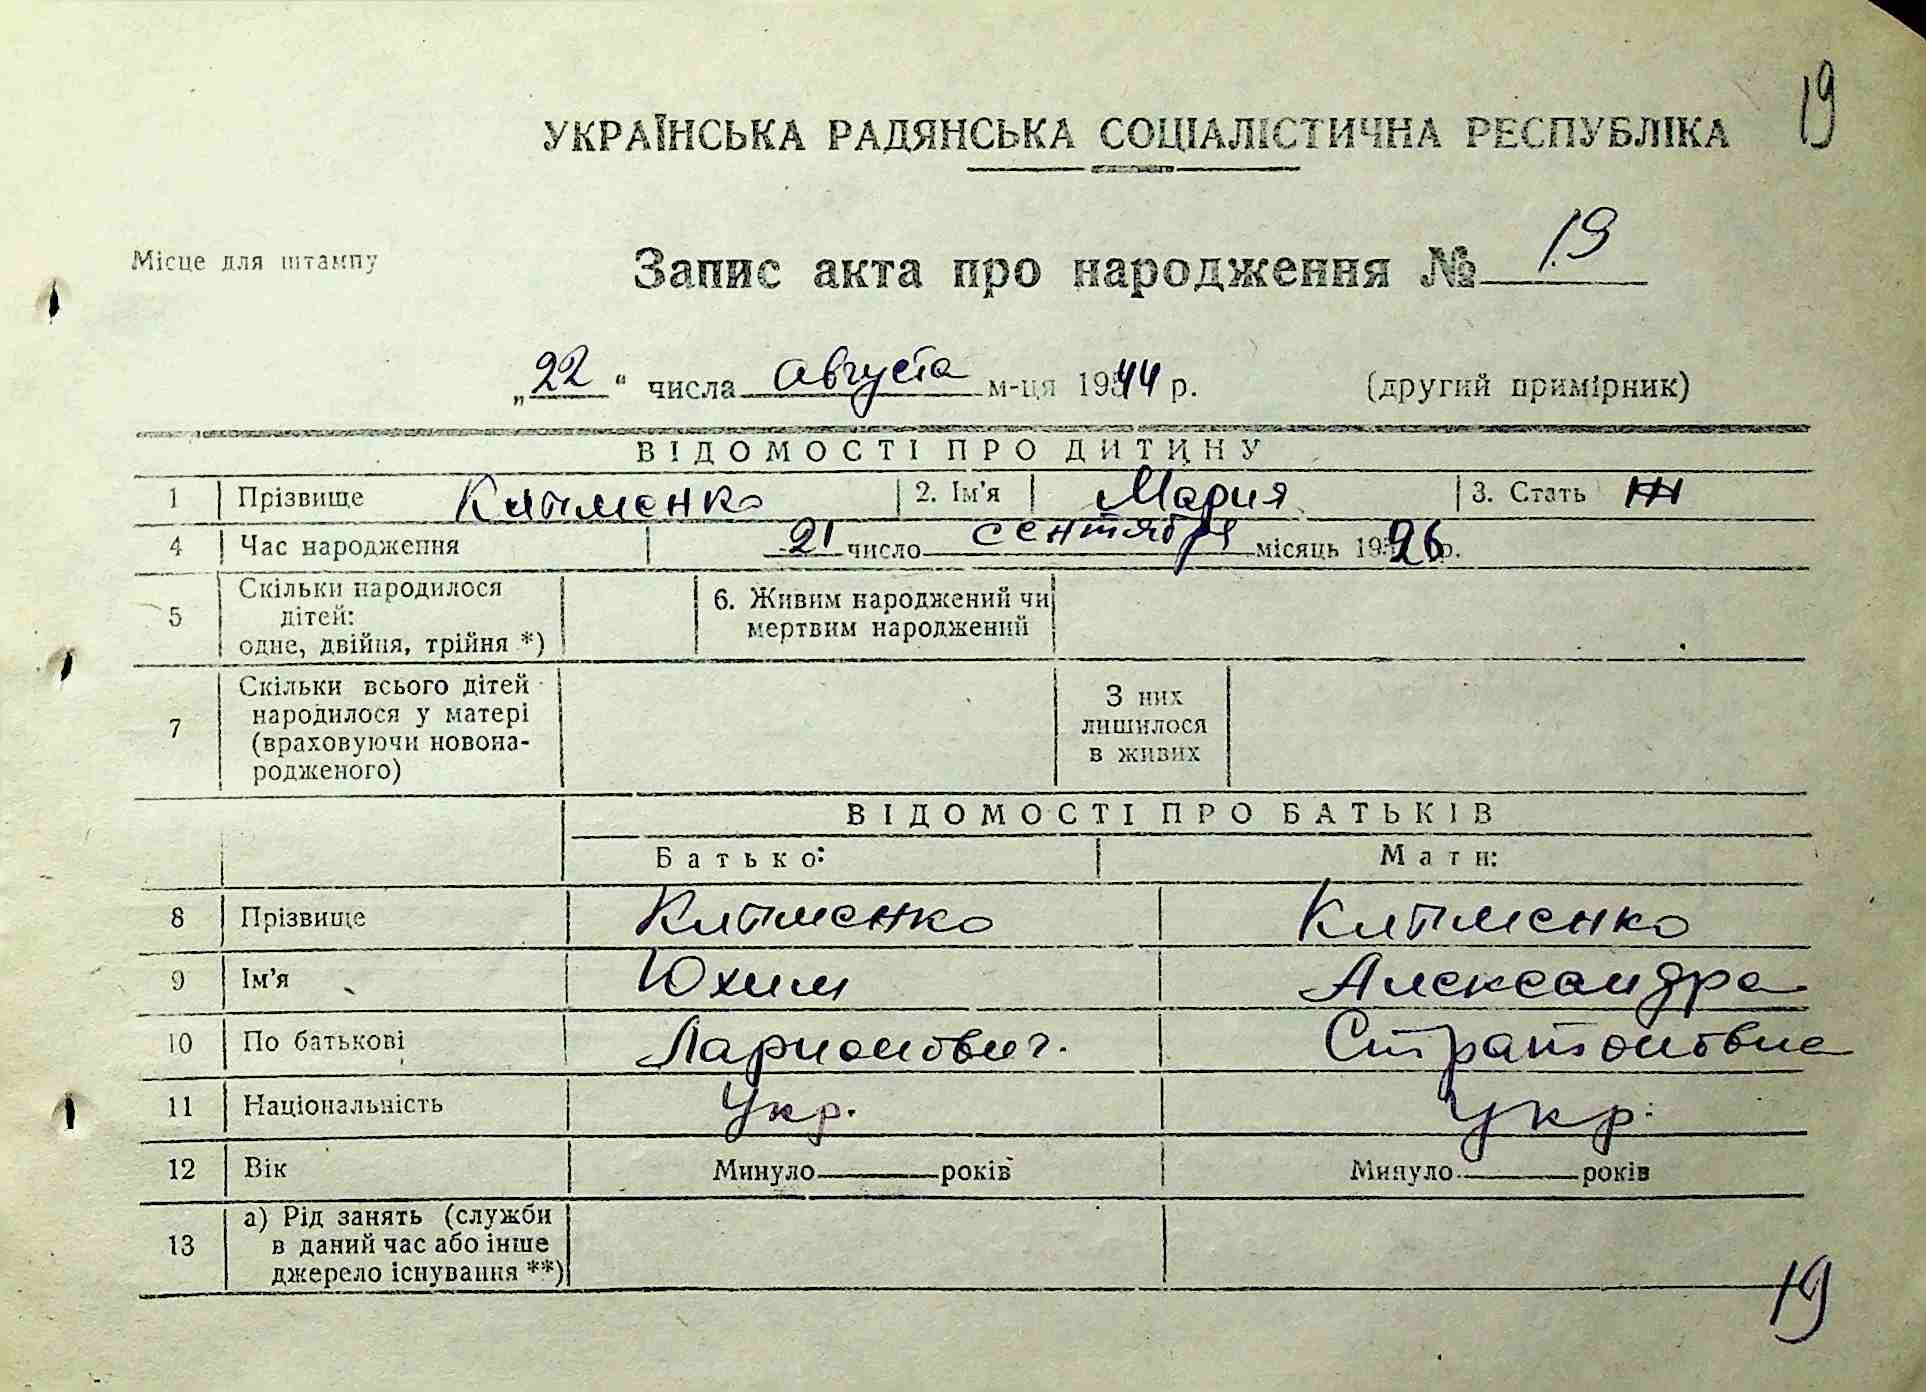 19
УКРАЇНСЬКА РАДЯНСЬКА СОЦІАЛІСТИЧНА РЕСПУБЛІКА
Місце для штампу
Запис акта про народження № 19
„22“ числа августа м-ця 1944 р. (другий примірник)
ВІДОМОСТІ ПРО ДИТИНУ
1 Прізвище Клименко 2. Ім’я Мария 3. Стать Ж
4 Час народження 21 число сентября місяць 1926 р.
5 Скільки народилося дітей: одне, двійня, трійня *) 6. Живим народжений чи мертвим народжений
7 Скільки всього дітей народилося у матері (враховуючи новона-родженого) З них лишилося в живих
ВІДОМОСТІ ПРО БАТЬКІВ
Батько: Мати:
8 Прізвище Клименко Клименко
9 Ім’я Юхим Александра
10 По батькові Ларионович. Стратоновна
11 Національність Укр. Укр.
12 Вік Минуло років Минуло років
13 а) Рід занять (служби в даний час або інше джерело існування **)
19